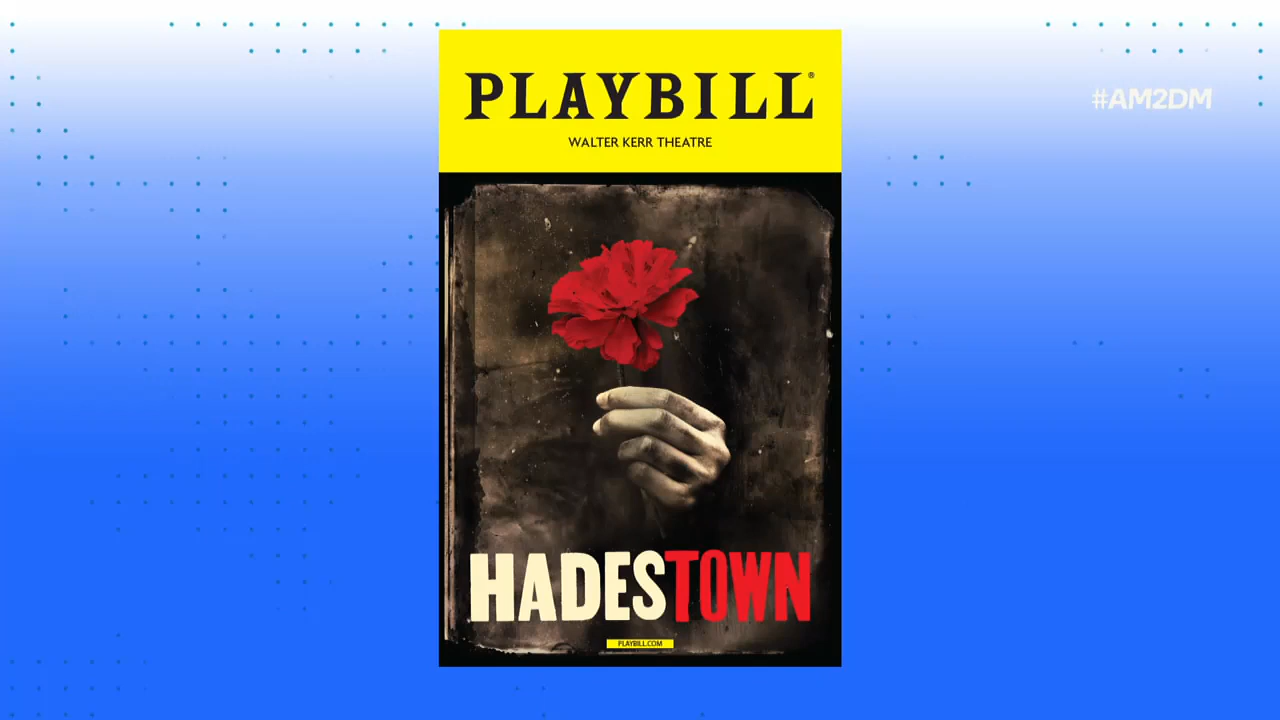 PLAYBILL®
WALTER KERR THEATRE
#AM2DM
HADESTOWN
PLAYBILL.COM